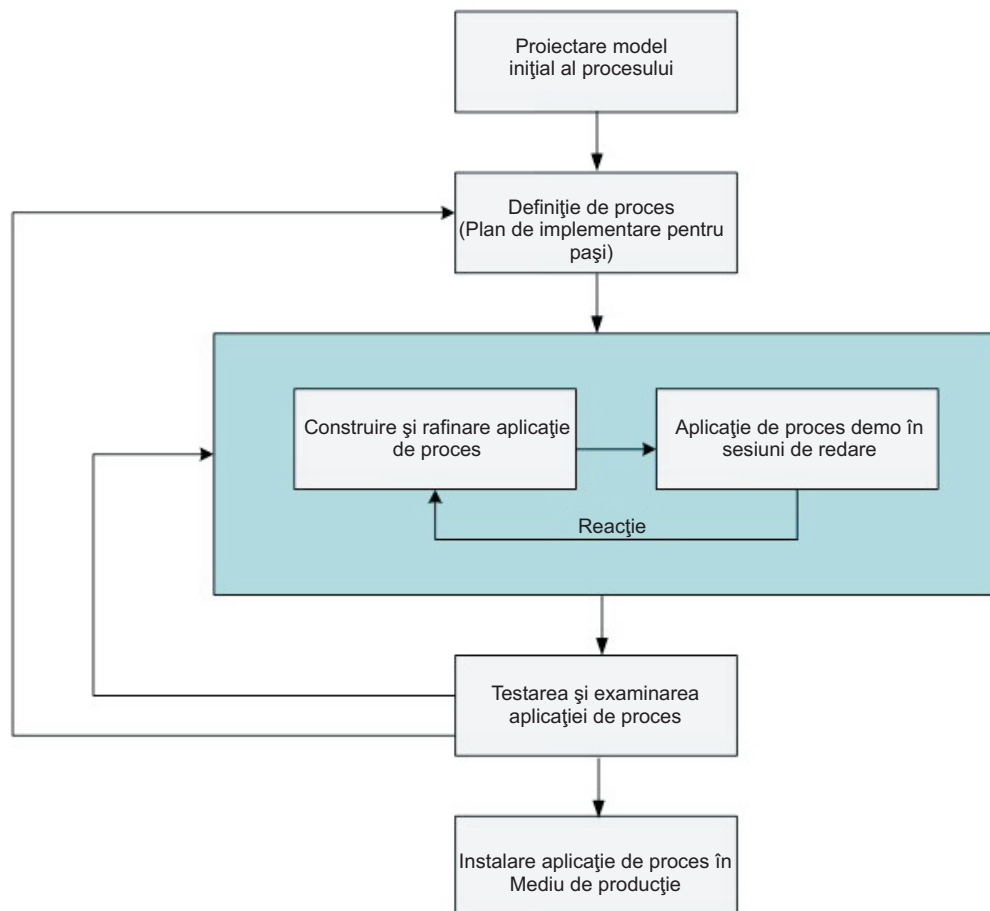 Proiectare model
iniţial al procesului
Definiţie de proces
(Plan de implementare pentru
paşi)
Construire şi rafinare aplicaţie
de proces
Aplicaţie de proces demo în
sesiuni de redare
Reacţie
Testarea şi examinarea
aplicaţiei de proces
Instalare aplicaţie de proces în
Mediu de producţie